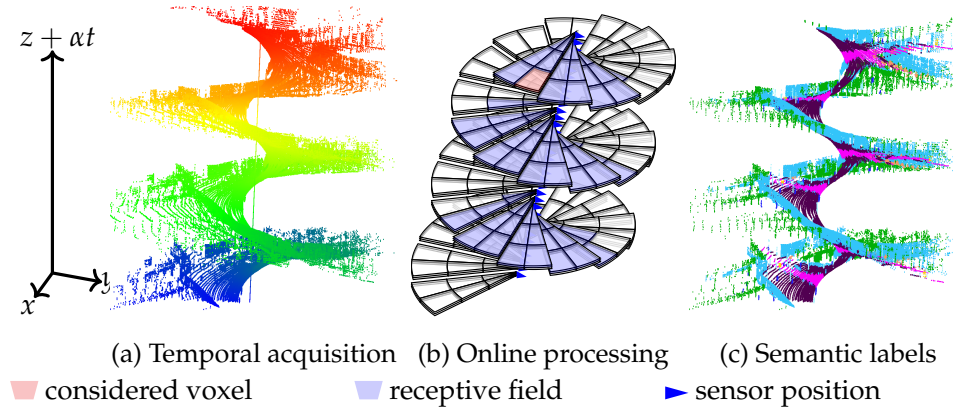 z + αt
y
x
(a) Temporal acquisition (b) Online processing (c) Semantic labels
considered voxel receptive field sensor position